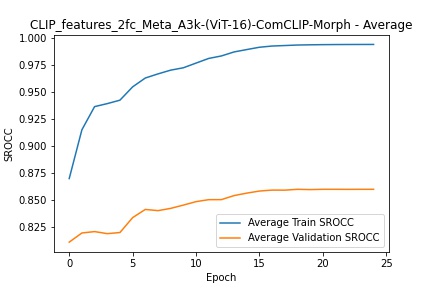 CLIP_features_2fc_Meta_A3k-(ViT-16)-ComCLIP-Morph - Average
1.000
0.975
0.950
0.925
0.900
0.875
0.850
0.825
SROCC
Average Train SROCC
Average Validation SROCC
0 5 10 15 20 25
Epoch